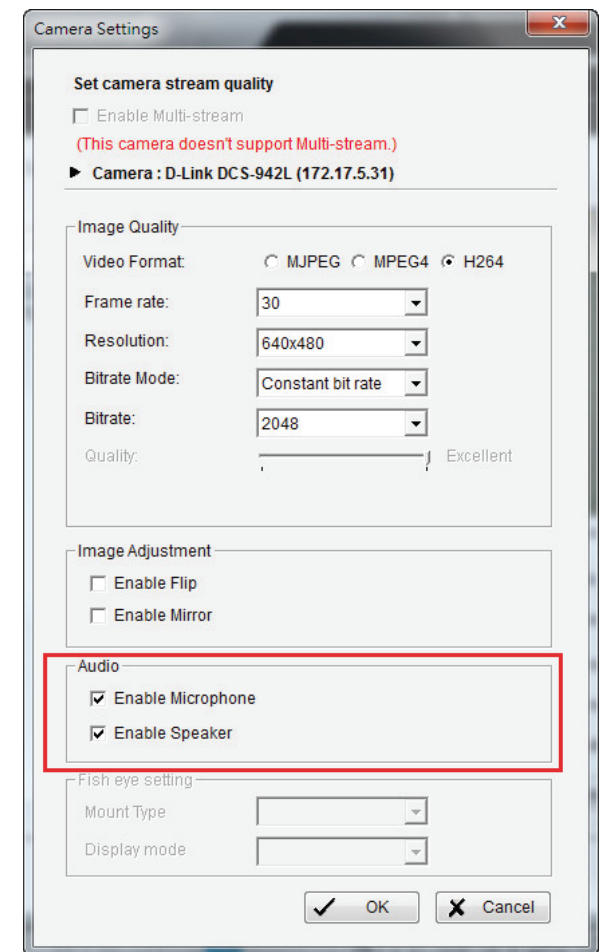 Camera Settings
Set camera stream quality
Enable Multi-stream
(This camera doesn't support Multi-stream.)
Camera : D-Link DCS-942L (172.17.5.31)
Image Quality
Video Format: MJPEG MPEG4 H264
Frame rate: 30
Resolution: 640x480
Bitrate Mode: Constant bit rate
Bitrate: 2048
Quality: Excellent
Image Adjustment
Enable Flip
Enable Mirror
Audio
Enable Microphone
Enable Speaker
Fish eye setting
Mount Type
Display mode
OK Cancel